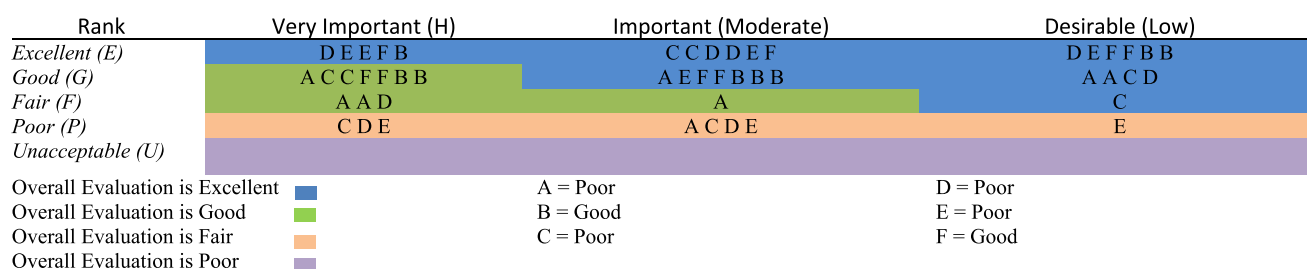 Rank Very Important (H) Important (Moderate) Desirable (Low)
Excellent (E) D E E F B C C D D E F D E F F B B
Good (G) A C C F F B B A E F F B B B A A C D
Fair (F) A A D A C
Poor (P) C D E A C D E E
Unacceptable (U)
Overall Evaluation is Excellent A = Poor D = Poor
Overall Evaluation is Good B = Good E = Poor
Overall Evaluation is Fair C = Poor F = Good
Overall Evaluation is Poor